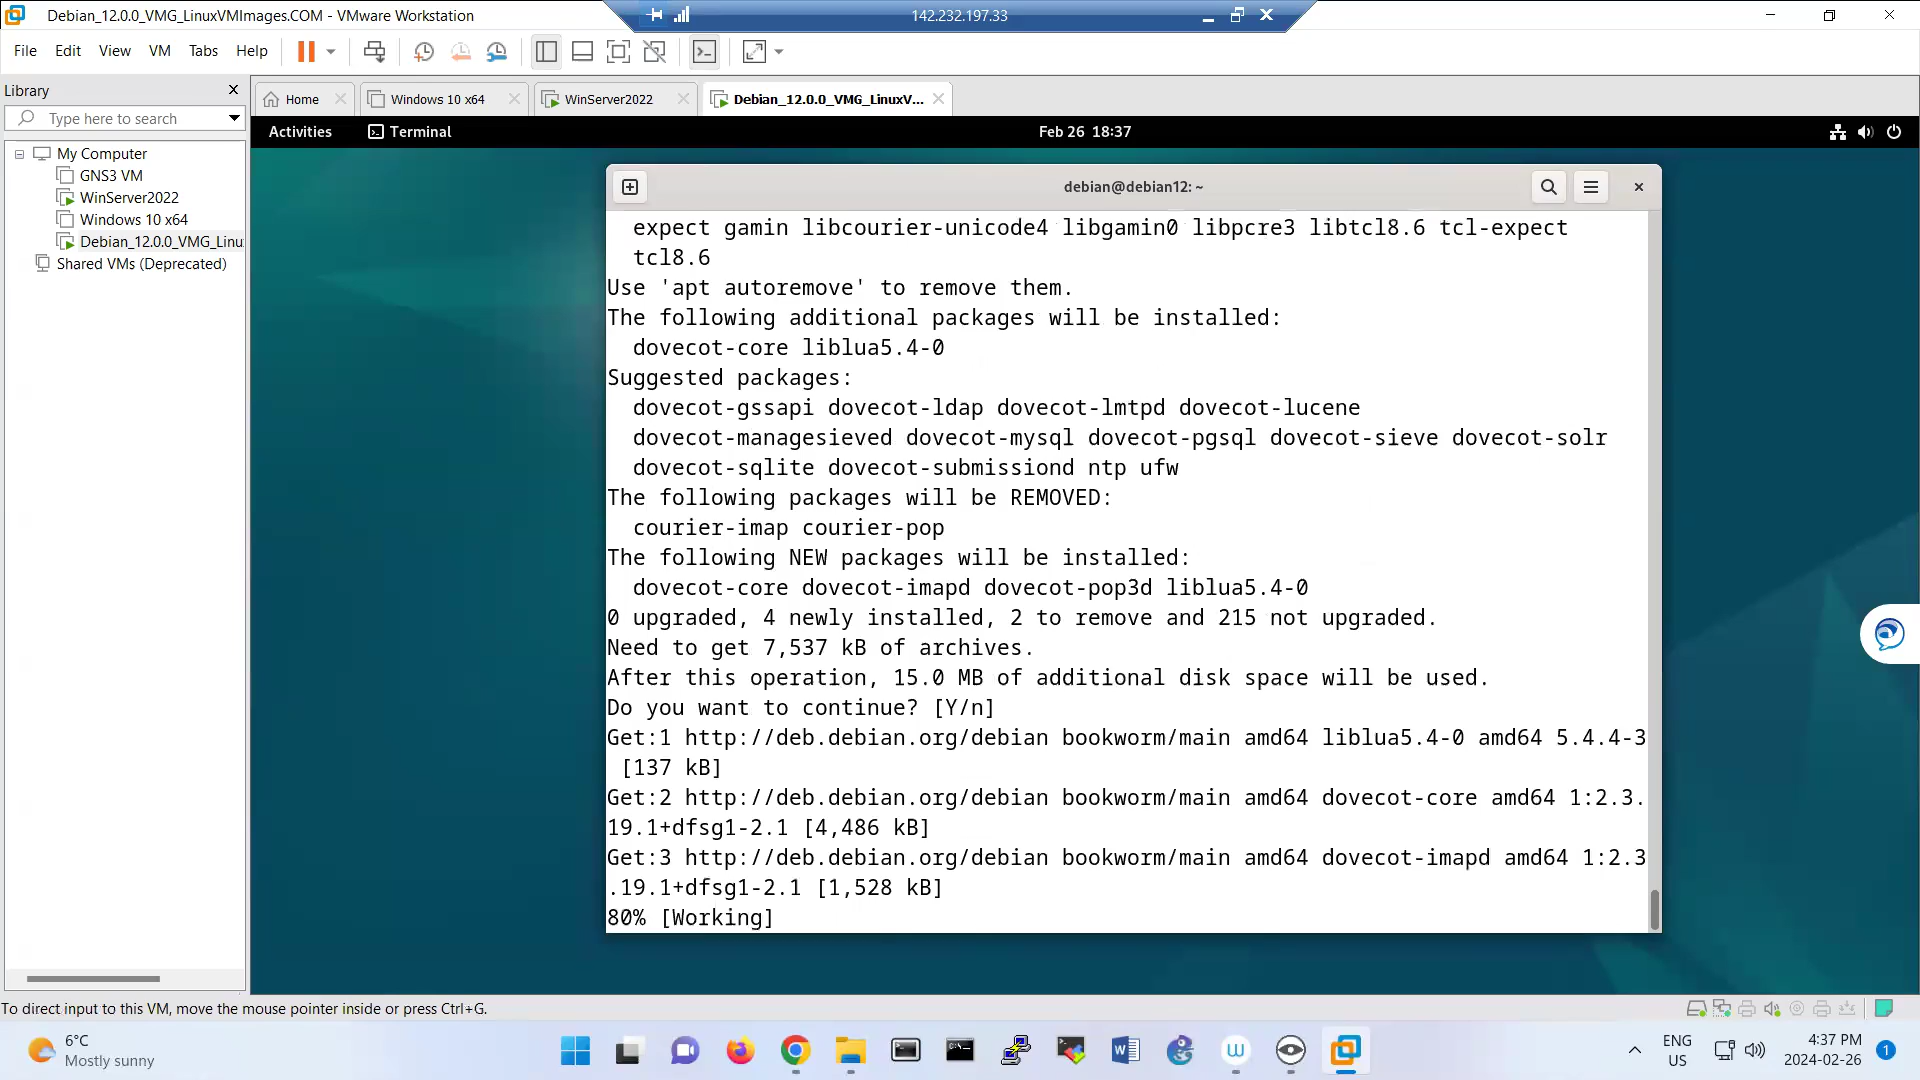 Debian_12.0.0_VMG_LinuxVMImages.COM - VMware Workstation
142.232.197.33
File Edit View VM Tabs Help
Library
Type here to search
My Computer
GNS3 VM
WinServer2022
Windows 10 x64
Debian_12.0.0_VMG_Linu
Shared VMs (Deprecated)
Home
Windows 10 x64
WinServer2022
Debian_12.0.0_VMG_LinuxV...
Activities
Terminal
Feb 26 18:37
debian@debian12: ~
expect gamin libcourier-unicode4 libgamin0 libpcre3 libtcl8.6 tcl-expect
tcl8.6
Use 'apt autoremove' to remove them.
The following additional packages will be installed:
dovecot-core liblua5.4-0
Suggested packages:
dovecot-gssapi dovecot-ldap dovecot-lmtpd dovecot-lucene
dovecot-managesieved dovecot-mysql dovecot-pgsql dovecot-sieve dovecot-solr
dovecot-sqlite dovecot-submissiond ntp ufw
The following packages will be REMOVED:
courier-imap courier-pop
The following NEW packages will be installed:
dovecot-core dovecot-imapd dovecot-pop3d liblua5.4-0
0 upgraded, 4 newly installed, 2 to remove and 215 not upgraded.
Need to get 7,537 kB of archives.
After this operation, 15.0 MB of additional disk space will be used.
Do you want to continue? [Y/n]
Get:1 http://deb.debian.org/debian bookworm/main amd64 liblua5.4-0 amd64 5.4.4-3
[137 kB]
Get:2 http://deb.debian.org/debian bookworm/main amd64 dovecot-core amd64 1:2.3.
19.1+dfsg1-2.1 [4,486 kB]
Get:3 http://deb.debian.org/debian bookworm/main amd64 dovecot-imapd amd64 1:2.3
.19.1+dfsg1-2.1 [1,528 kB]
80% [Working]
To direct input to this VM, move the mouse pointer inside or press Ctrl+G.
6°C
Mostly sunny
ENG
US
4:37 PM
2024-02-26
1